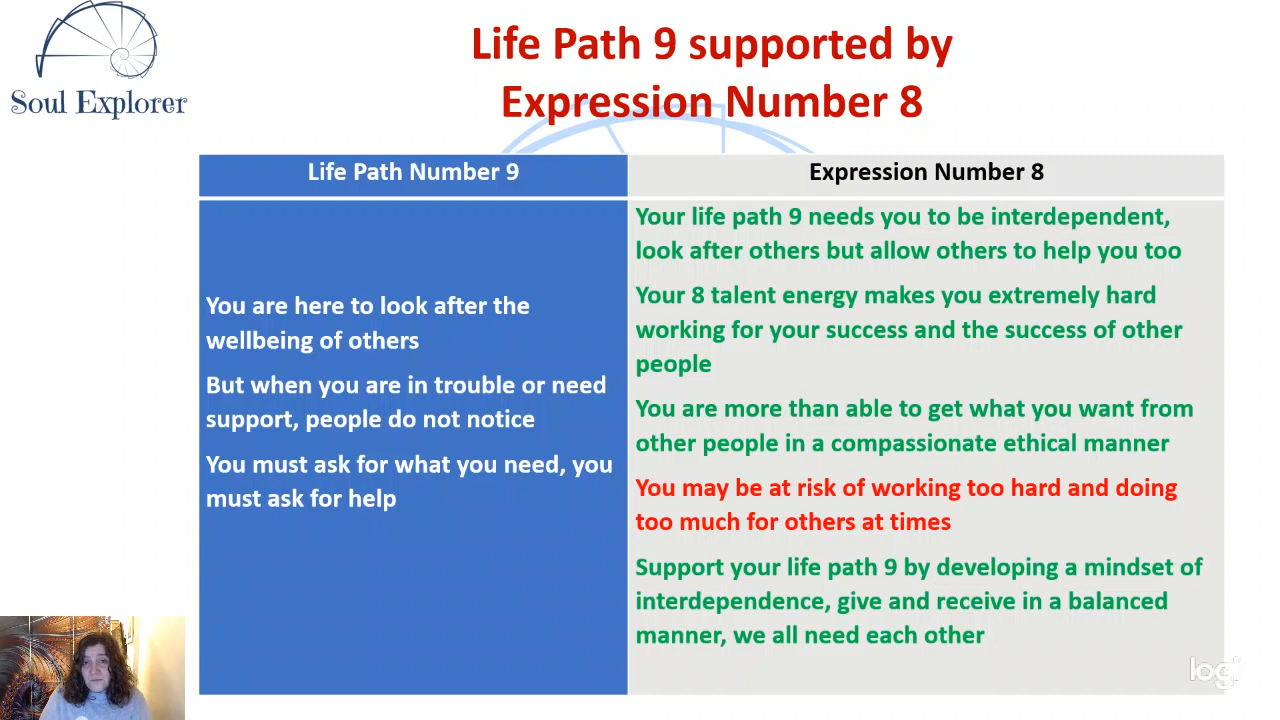 Soul Explorer
Life Path 9 supported by
Expression Number 8
Life Path Number 9
Expression Number 8
You are here to look after the
wellbeing of others
But when you are in trouble or need
support, people do not notice
You must ask for what you need, you
must ask for help
Your life path 9 needs you to be interdependent,
look after others but allow others to help you too
Your 8 talent energy makes you extremely hard
working for your success and the success of other
people
You are more than able to get what you want from
other people in a compassionate ethical manner
You may be at risk of working too hard and doing
too much for others at times
Support your life path 9 by developing a mindset of
interdependence, give and receive in a balanced
manner, we all need each other
logi